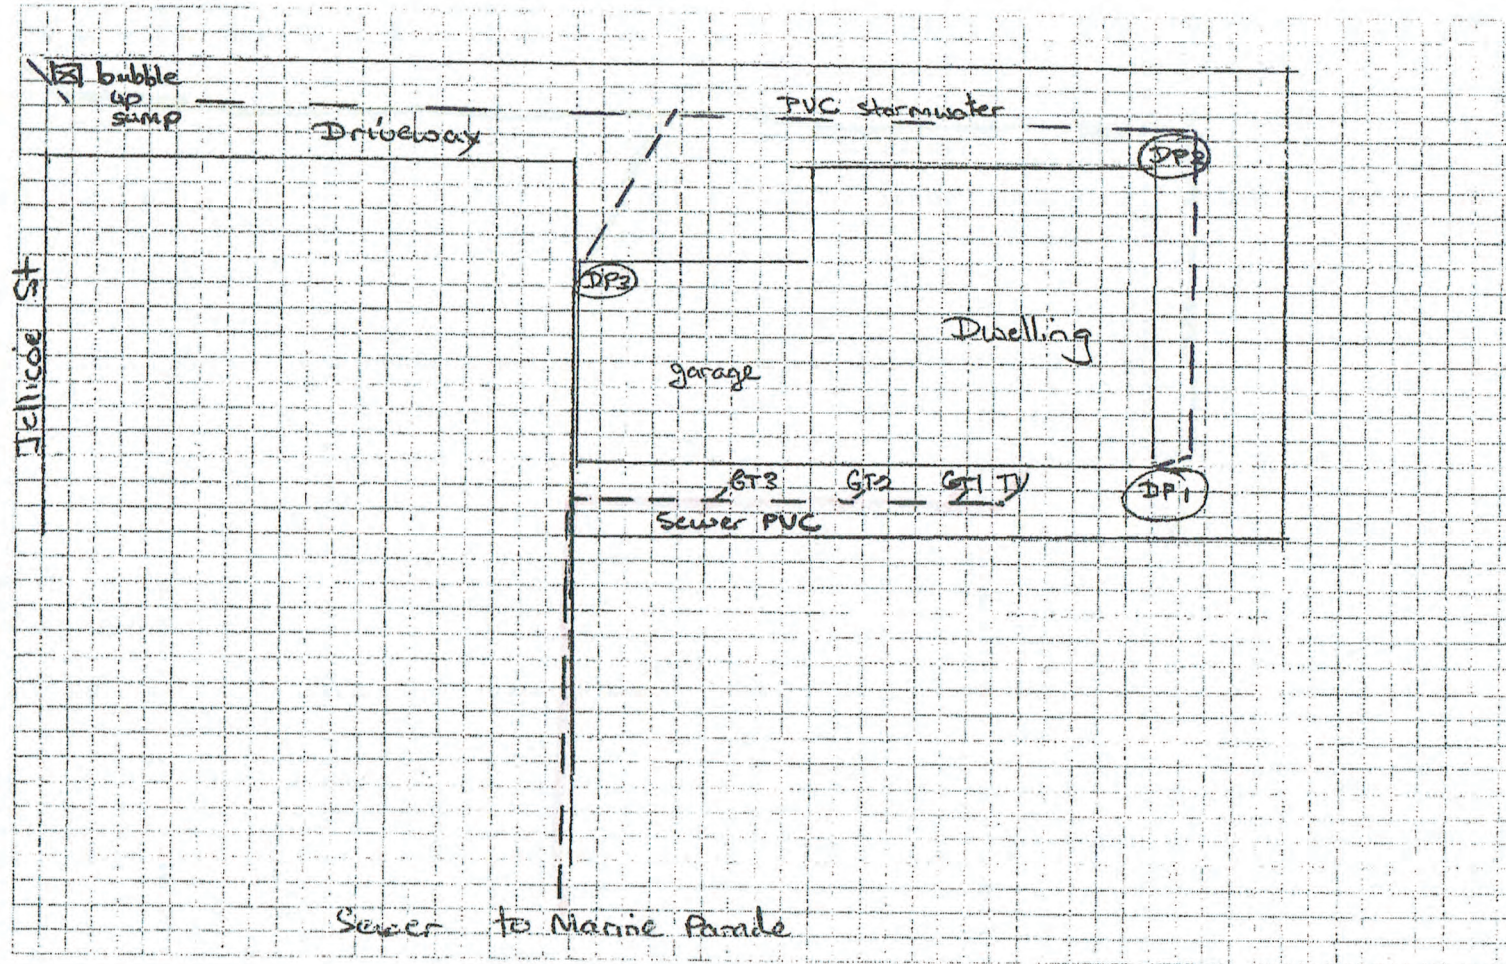 bubble
up
sump
Driveway
PVC stormwater
DP2
DP3
Jellicoe St
Dwelling
garage
GT3
GT2
GT1
DP1
Sewer PVC
Sewer to Marine Parade